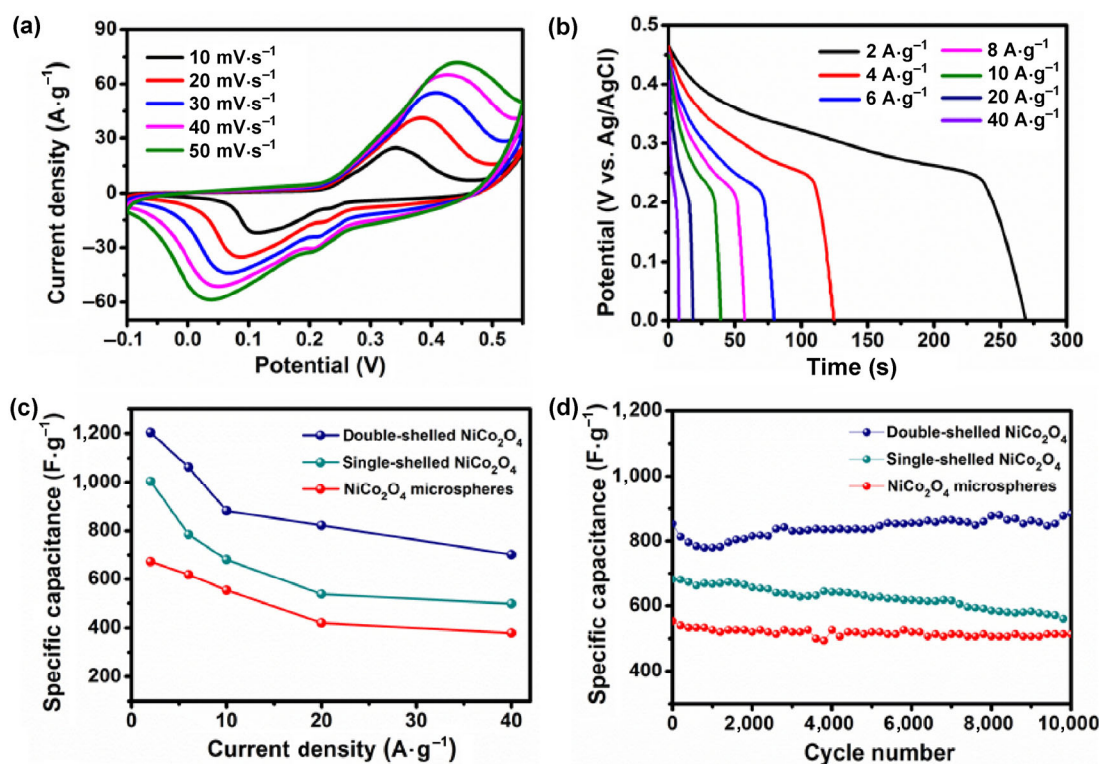 (a)
Current density (A·g⁻¹)
90
60
30
0
–30
–60
10 mV·s⁻¹
20 mV·s⁻¹
30 mV·s⁻¹
40 mV·s⁻¹
50 mV·s⁻¹
–0.1 0.0 0.1 0.2 0.3 0.4 0.5
Potential (V)
(b)
Potential (V vs. Ag/AgCl)
0.5
0.4
0.3
0.2
0.1
0.0
2 A·g⁻¹ 8 A·g⁻¹
4 A·g⁻¹ 10 A·g⁻¹
6 A·g⁻¹ 20 A·g⁻¹
40 A·g⁻¹
0 50 100 150 200 250 300
Time (s)
(c)
Specific capacitance (F·g⁻¹)
1,200
1,000
800
600
400
200
Double-shelled NiCo₂O₄
Single-shelled NiCo₂O₄
NiCo₂O₄ microspheres
0 10 20 30 40
Current density (A·g⁻¹)
(d)
Specific capacitance (F·g⁻¹)
1,200
1,000
800
600
400
Double-shelled NiCo₂O₄
Single-shelled NiCo₂O₄
NiCo₂O₄ microspheres
0 2,000 4,000 6,000 8,000 10,000
Cycle number